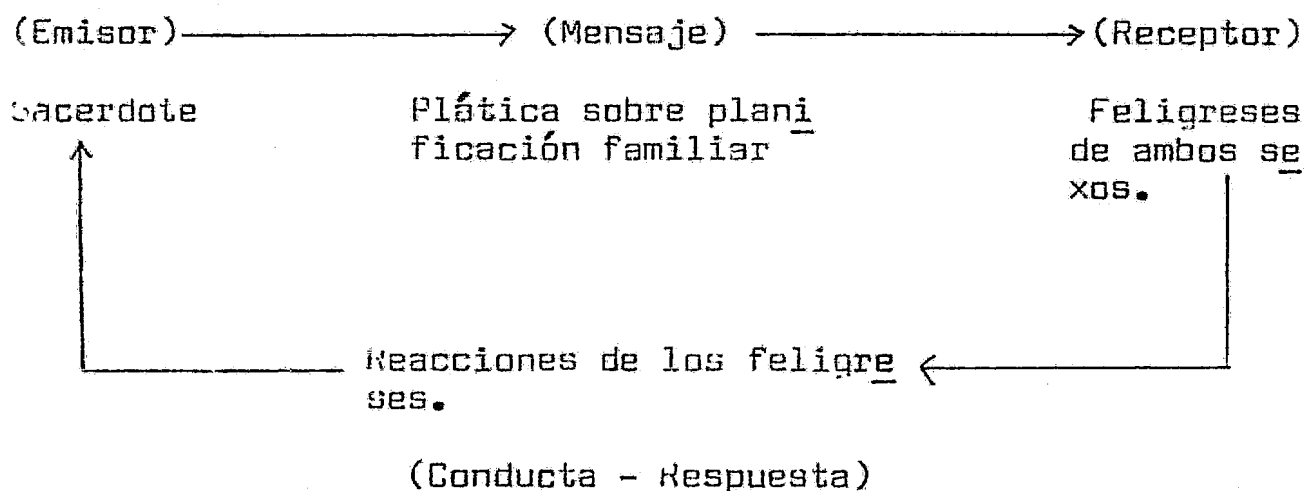 (Emisor) (Mensaje) (Receptor)
Sacerdote Plática sobre plani Feligreses
ficación familiar de ambos se
xos.
Reacciones de los feligre
ses.
(Conducta - Respuesta)